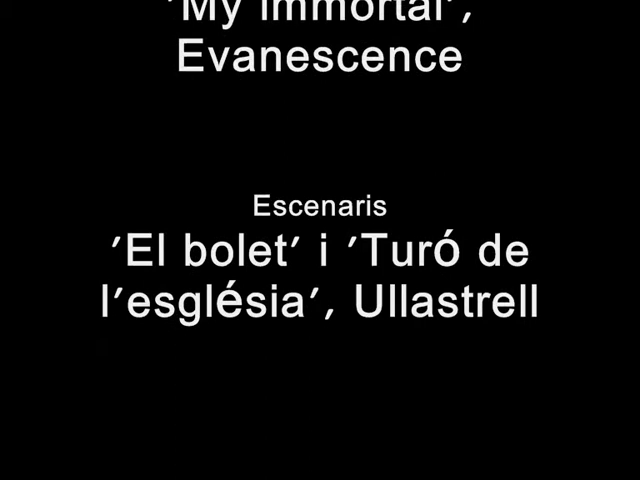 'My immortal',
Evanescence
Escenaris
'El bolet' i 'Turó de
l'església', Ullastrell